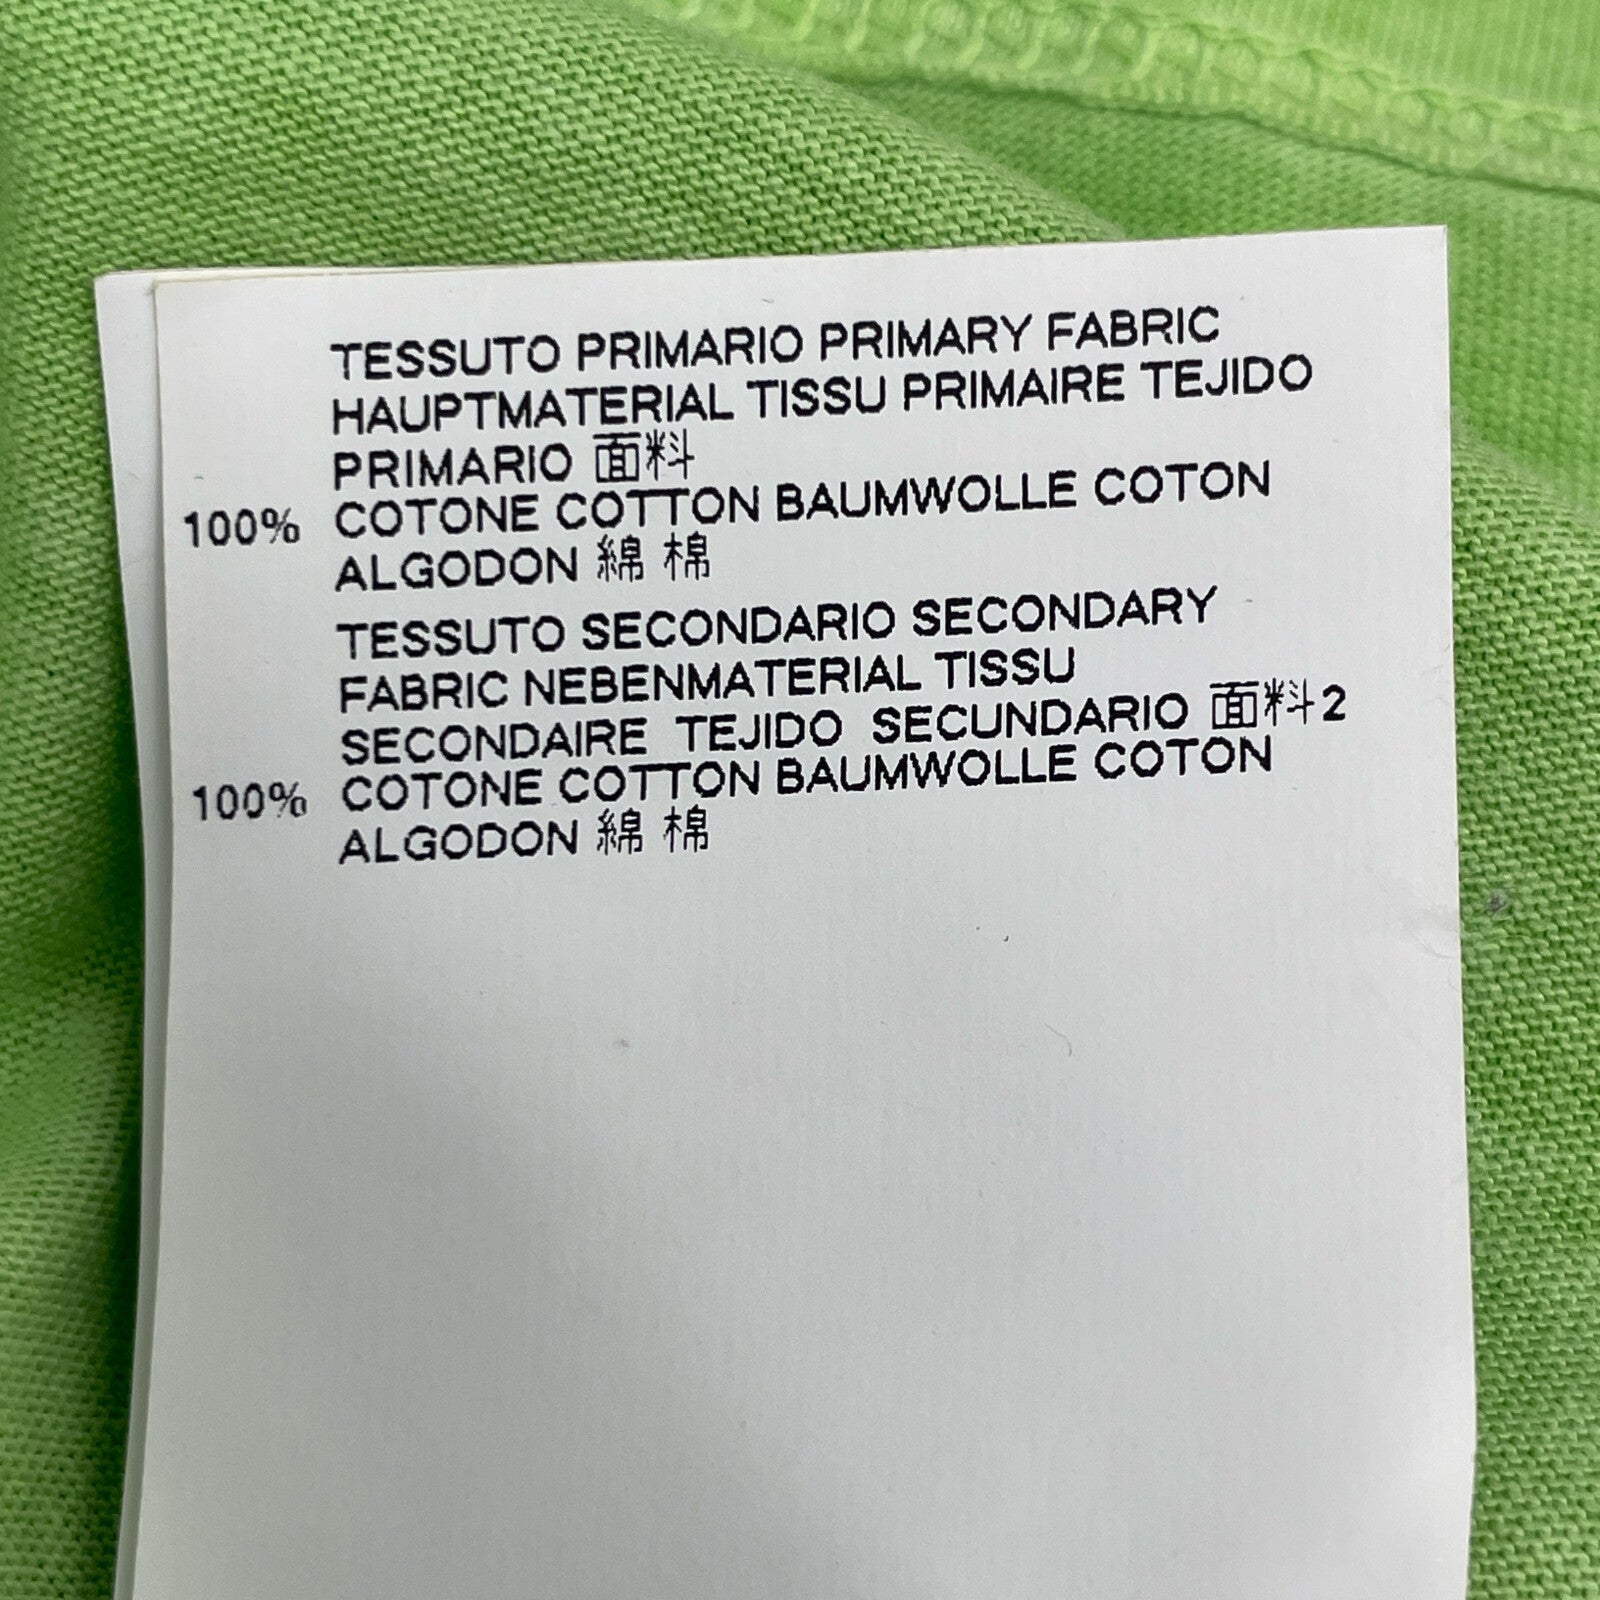 TESSUTO PRIMARIO PRIMARY FABRIC
HAUPTMATERIAL TISSU PRIMAIRE TEJIDO
PRIMARIO 面料
100% COTONE COTTON BAUMWOLLE COTON
ALGODON 綿 棉
TESSUTO SECONDARIO SECONDARY
FABRIC NEBENMATERIAL TISSU
SECONDAIRE TEJIDO SECUNDARIO 面料2
100% COTONE COTTON BAUMWOLLE COTON
ALGODON 綿 棉